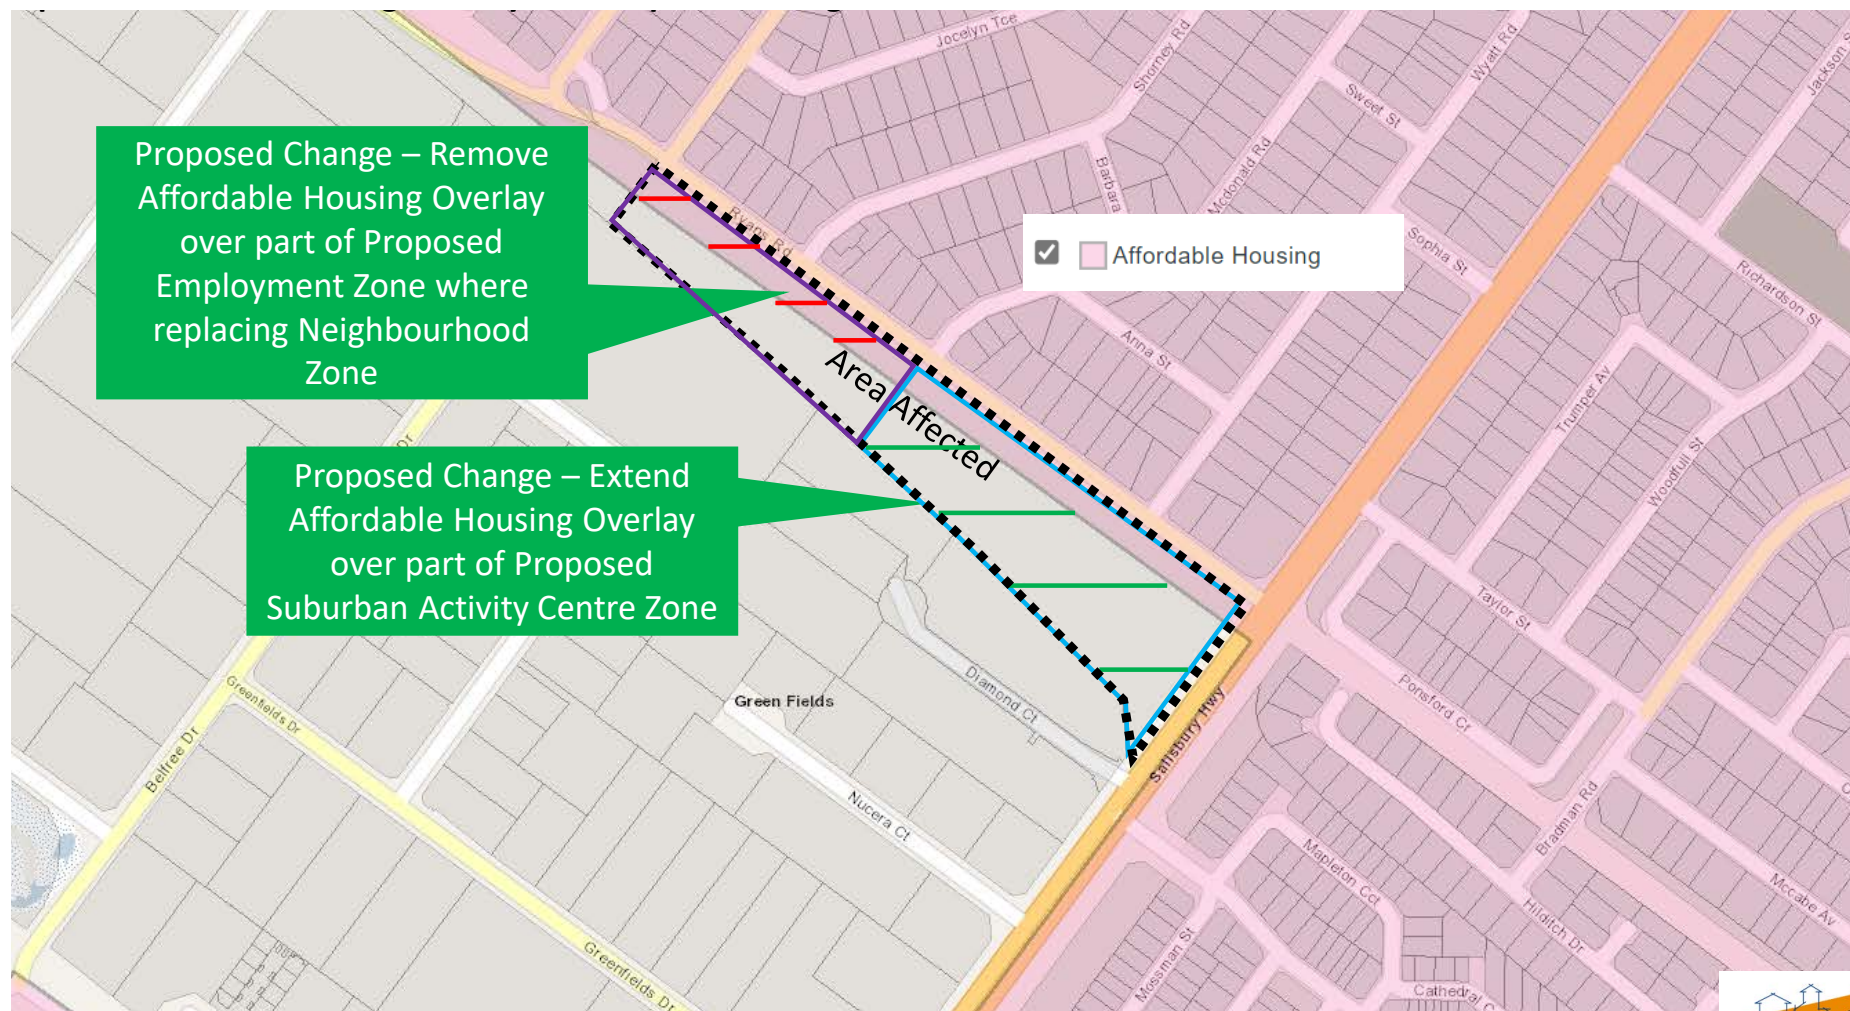 Jocelyn Tce
Shorney Rd
Wyatt Rd
Jackson
Sweet St
Proposed Change – Remove
Affordable Housing Overlay
over part of Proposed
Employment Zone where
replacing Neighbourhood
Zone
Barbara
Mcdonald Rd
Ryans Rd
Affordable Housing
Sophia St
Richardson St
Anna St
Area Affected
Trumper Av
Woodfull St
Dr
Proposed Change – Extend
Affordable Housing Overlay
over part of Proposed
Suburban Activity Centre Zone
Taylor St
Greenfields Dr
Green Fields
Diamond Ct
Ponsford Cr
Salisbury Hwy
Belfree Dr
Nucera Ct
Bradman Rd
Mapleton Cct
Mccabe Av
Hilditch Dr
Greenfields Dr
Mossman St
Cathedral C